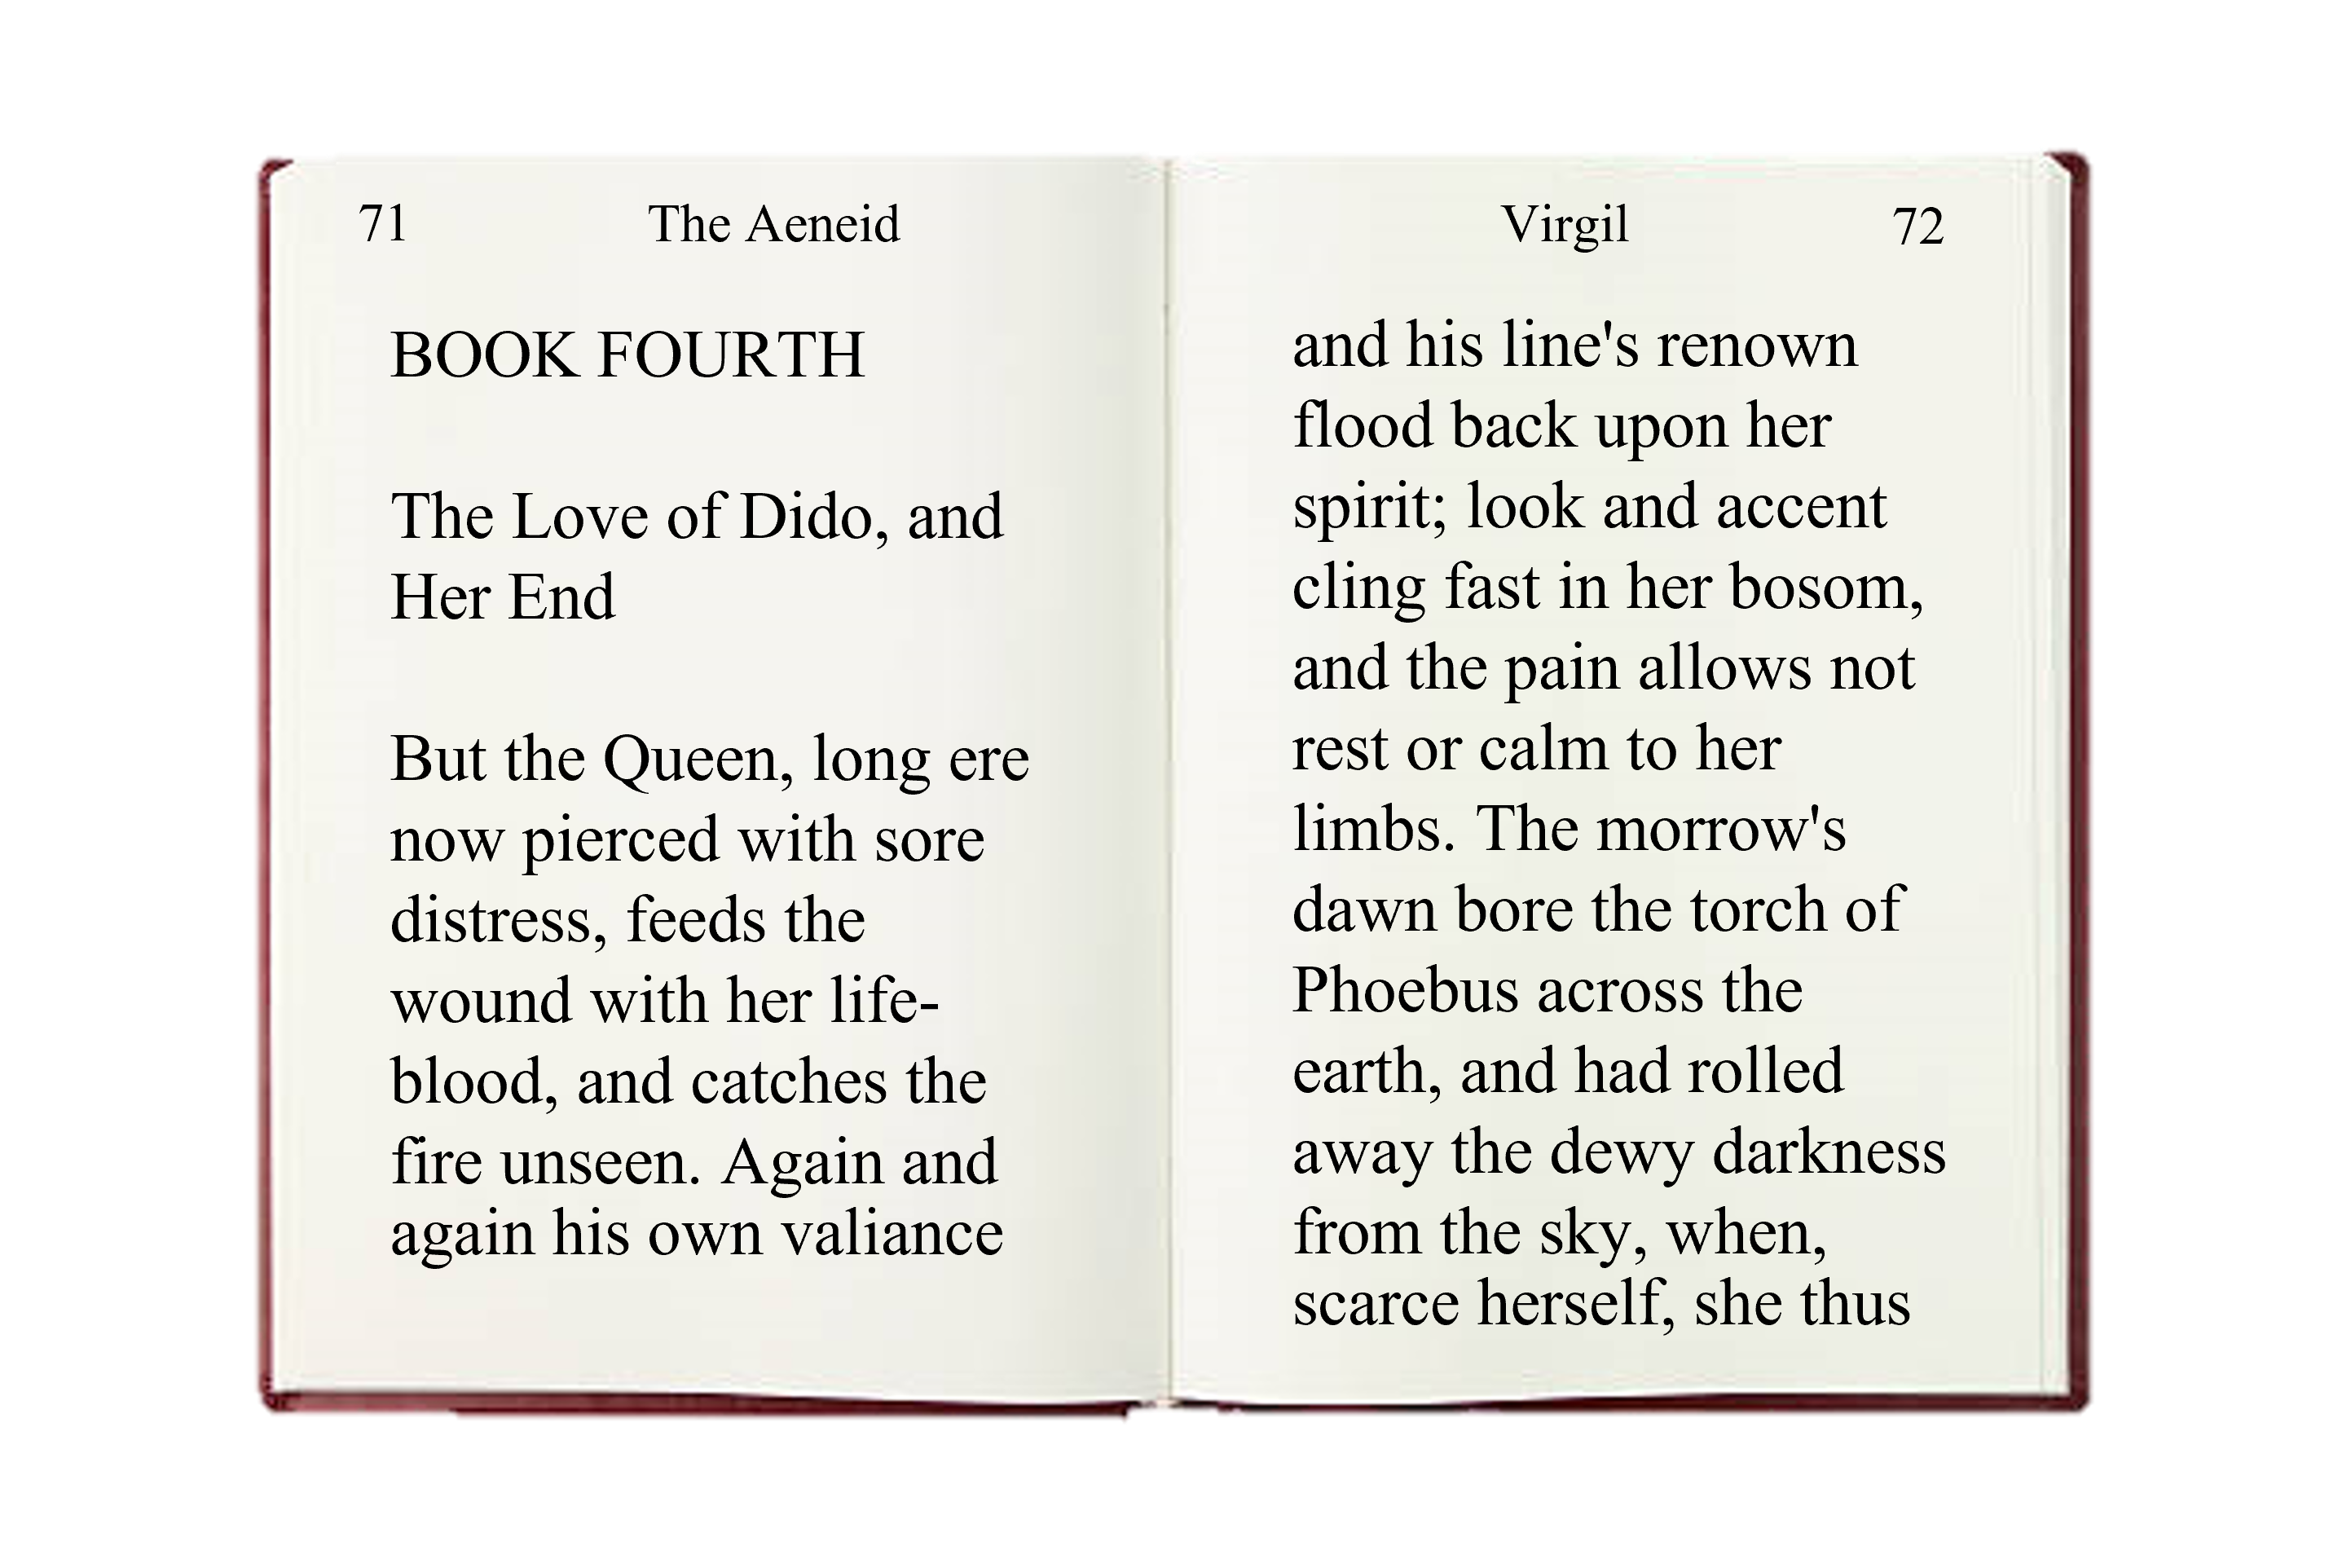 71 The Aeneid
BOOK FOURTH
The Love of Dido, and
Her End
But the Queen, long ere
now pierced with sore
distress, feeds the
wound with her life-
blood, and catches the
fire unseen. Again and
again his own valiance
Virgil 72
and his line's renown
flood back upon her
spirit; look and accent
cling fast in her bosom,
and the pain allows not
rest or calm to her
limbs. The morrow's
dawn bore the torch of
Phoebus across the
earth, and had rolled
away the dewy darkness
from the sky, when,
scarce herself, she thus